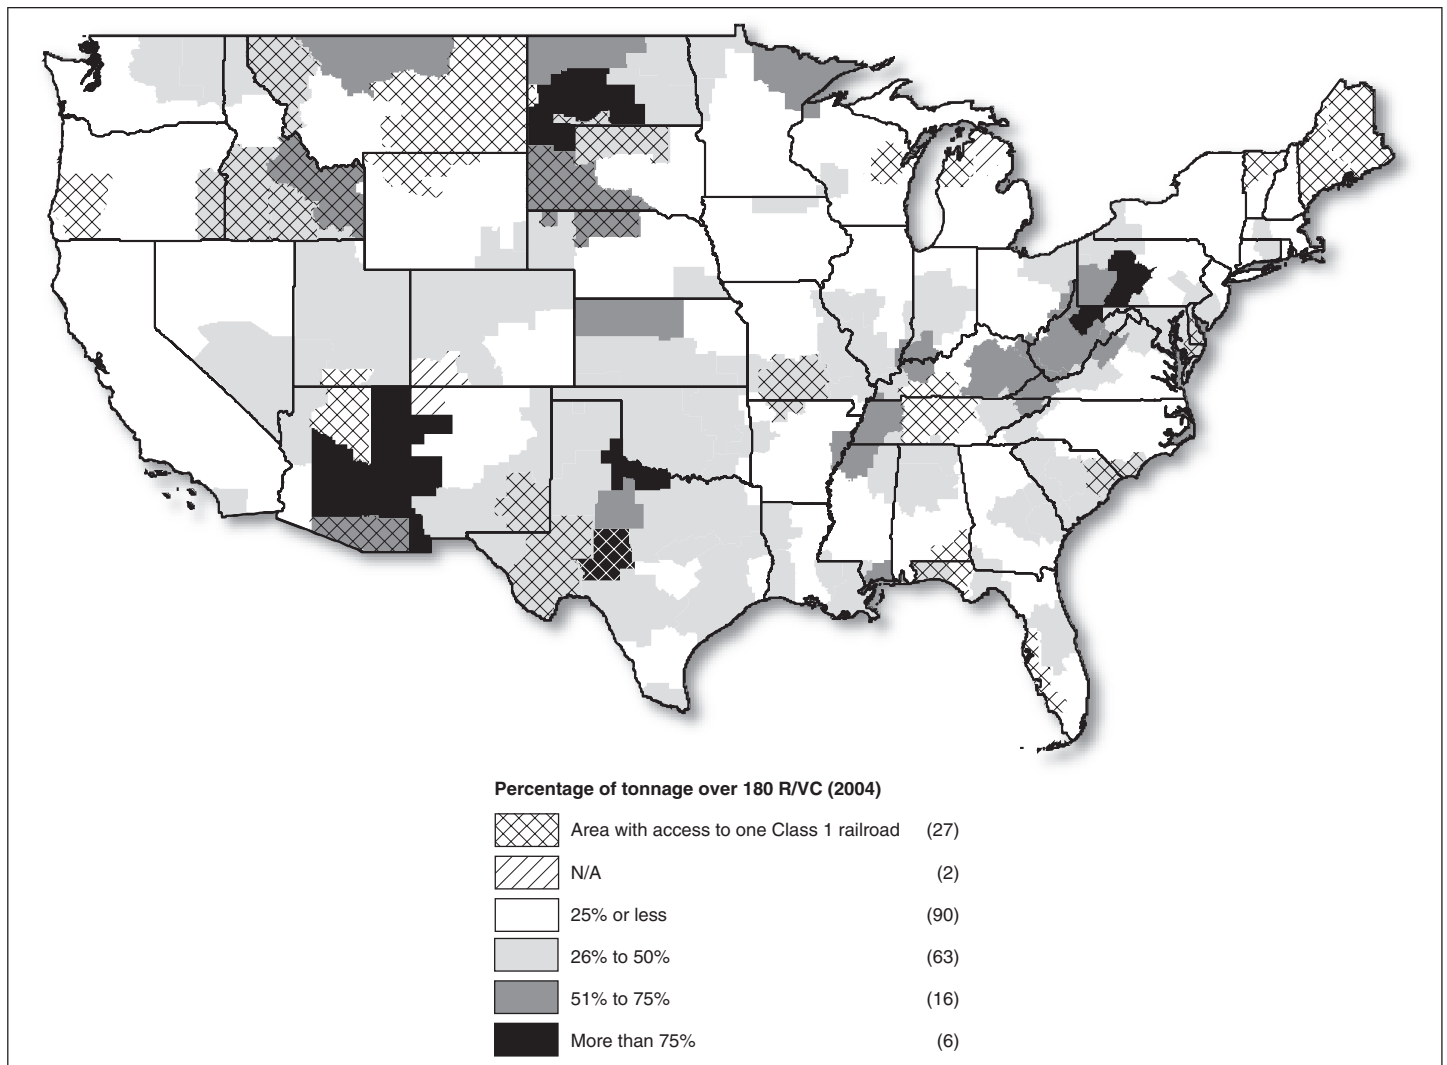 Percentage of tonnage over 180 R/VC (2004)
Area with access to one Class 1 railroad (27)
N/A (2)
25% or less (90)
26% to 50% (63)
51% to 75% (16)
More than 75% (6)